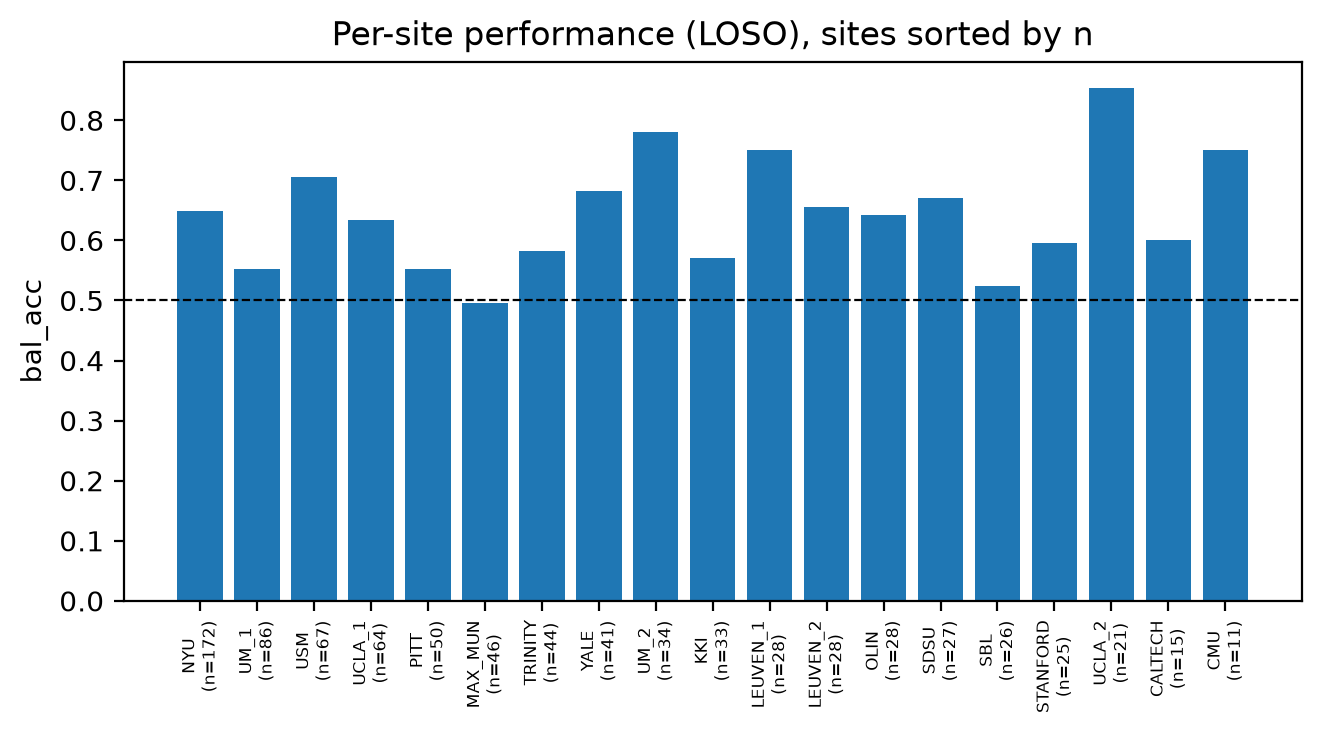 Per-site performance (LOSO), sites sorted by n
bal_acc
0.8
0.7
0.6
0.5
0.4
0.3
0.2
0.1
0.0
NYU
(n=172)
UM_1
(n=86)
USM
(n=67)
UCLA_1
(n=64)
PITT
(n=50)
MAX_MUN
(n=46)
TRINITY
(n=44)
YALE
(n=41)
UM_2
(n=34)
KKI
(n=33)
LEUVEN_1
(n=28)
LEUVEN_2
(n=28)
OLIN
(n=28)
SDSU
(n=27)
SBL
(n=26)
STANFORD
(n=25)
UCLA_2
(n=21)
CALTECH
(n=15)
CMU
(n=11)